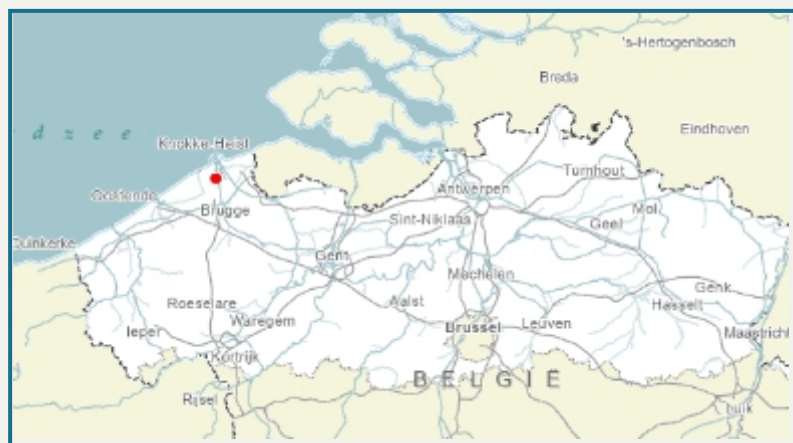 's-Hertogenbosch
Breda
Eindhoven
d z e e
Knokke-Heist
Turnhout
Oostende
Antwerpen
Brugge
Mol
Sint-Niklaas
Geel
Duinkerke
Gent
Mechelen
Genk
Roeselare
Aalst
Hasselt
Ieper
Waregem
Brussel
Leuven
Maastricht
Kortrijk
BELGIË
Rijsel
Luik